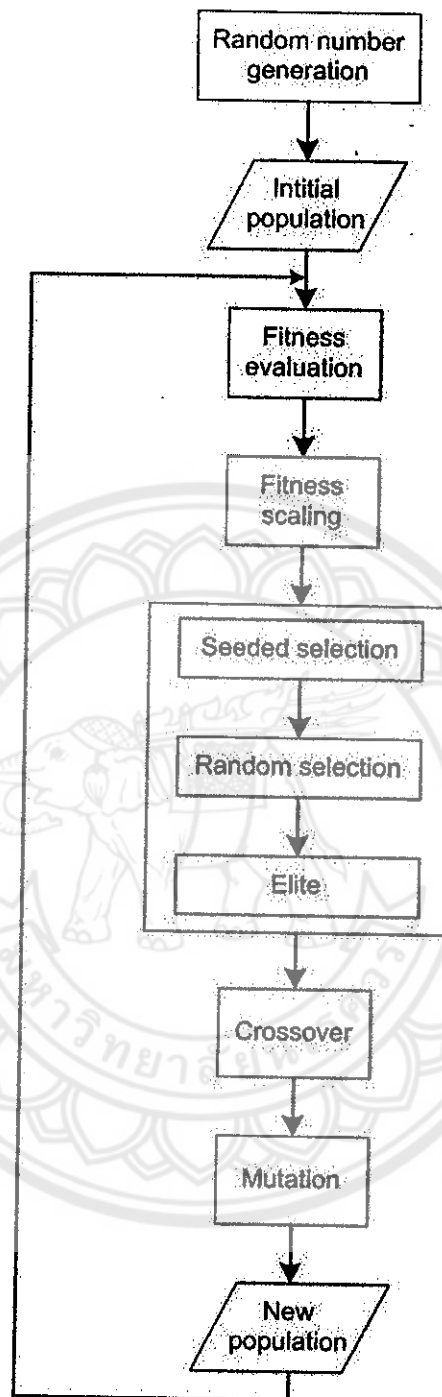 Random number
generation
Intitial
population
Fitness
evaluation
Fitness
scaling
Seeded selection
Random selection
Elite
Crossover
Mutation
New
population